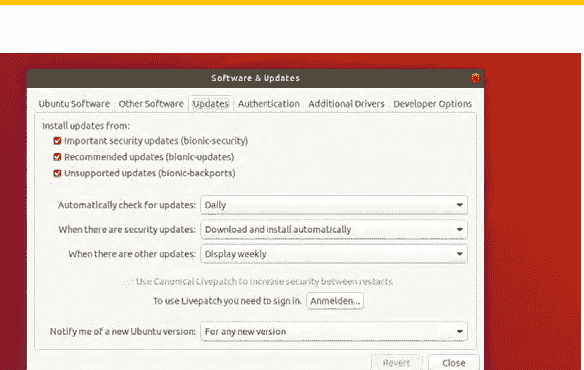 Software & Updates
Ubuntu Software Other Software Updates Authentication Additional Drivers Developer Options
Install updates from:
Important security updates (bionic-security)
Recommended updates (bionic-updates)
Unsupported updates (bionic-backports)
Automatically check for updates: Daily
When there are security updates: Download and install automatically
When there are other updates: Display weekly
Use Canonical Livepatch to increase security between restarts
To use Livepatch you need to sign in. Anmelden...
Notify me of a new Ubuntu version: For any new version
Revert Close